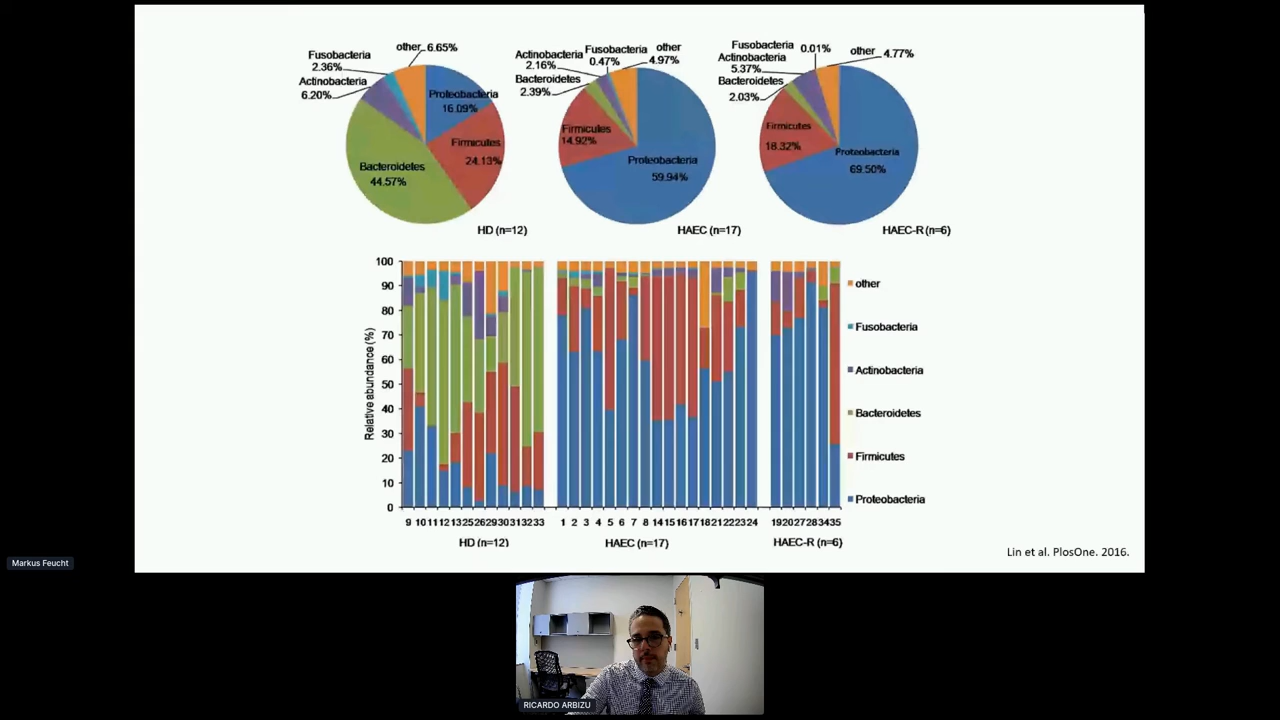 Fusobacteria
2.36%
other 6.65%
Actinobacteria
6.20%
Proteobacteria
16.09%
Firmicutes
24.13%
Bacteroidetes
44.57%
HD (n=12)
Actinobacteria
2.16%
Fusobacteria
0.47%
other
4.97%
Bacteroidetes
2.39%
Firmicutes
14.92%
Proteobacteria
59.94%
HAEC (n=17)
Fusobacteria
0.01%
other 4.77%
Actinobacteria
5.37%
Bacteroidetes
2.03%
Firmicutes
18.32%
Proteobacteria
69.50%
HAEC-R (n=6)
Relative abundance (%)
100
90
80
70
60
50
40
30
20
10
0
9 10 11 12 13 25 26 29 30 31 32 33
HD (n=12)
1 2 3 4 5 6 7 8 14 15 16 17 18 21 22 23 24
HAEC (n=17)
19 20 27 28 34 35
HAEC-R (n=6)
other
Fusobacteria
Actinobacteria
Bacteroidetes
Firmicutes
Proteobacteria
Lin et al. PlosOne. 2016.
Markus Feucht
RICARDO ARBIZU